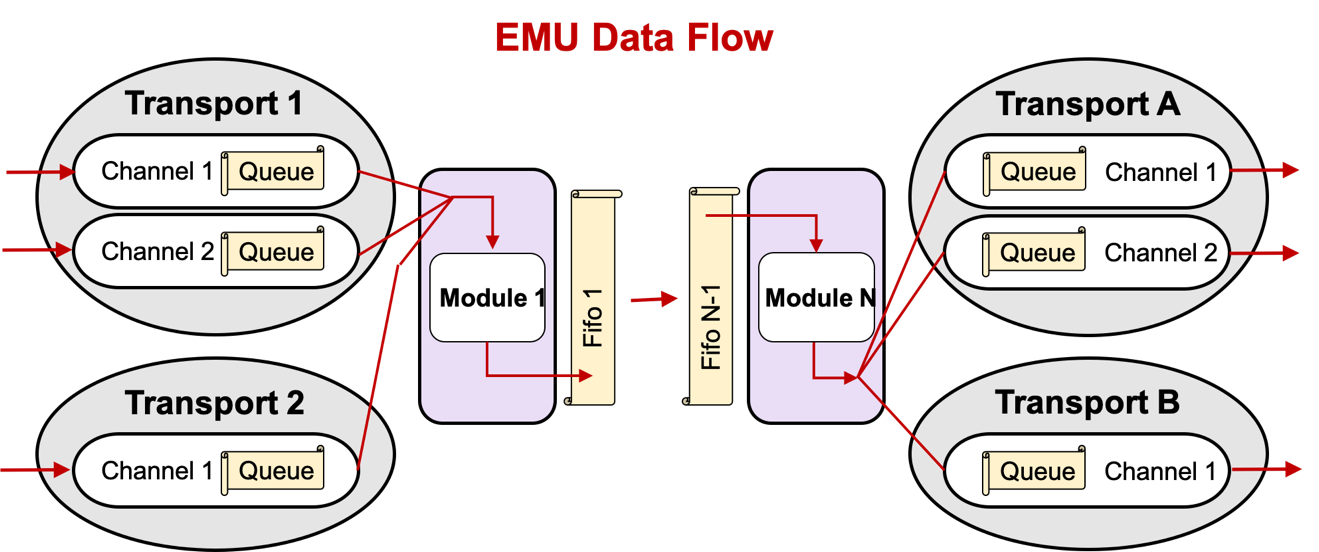 EMU Data Flow
Transport 1
Channel 1 Queue
Channel 2 Queue
Transport 2
Channel 1 Queue
Module 1
Fifo 1
Fifo N-1
Module N
Transport A
Queue Channel 1
Queue Channel 2
Transport B
Queue Channel 1